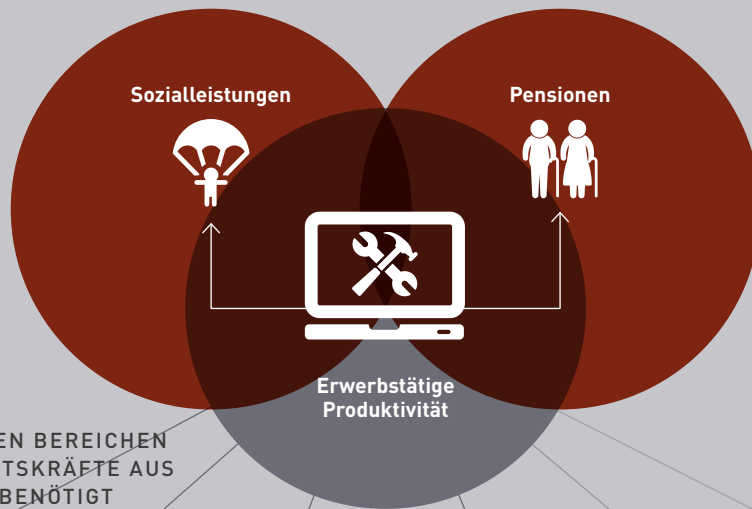 Sozialleistungen
Pensionen
Erwerbstätige
Produktivität
EN BEREICHEN
TSKRÄFTE AUS
BENÖTIGT